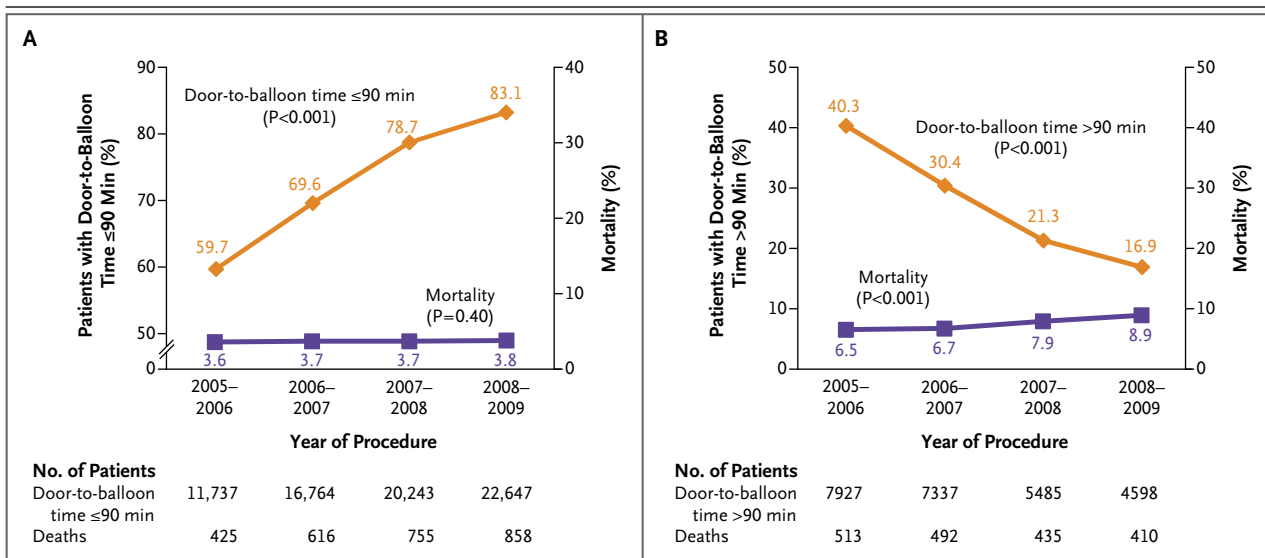 A
Patients with Door-to-Balloon
Time ≤90 Min (%)
90
80
70
60
50
0
Door-to-balloon time ≤90 min
(P<0.001)
59.7
69.6
78.7
83.1
Mortality
(P=0.40)
3.6
3.7
3.7
3.8
40
30
20
10
0
Mortality (%)
2005–
2006
2006–
2007
2007–
2008
2008–
2009
Year of Procedure
No. of Patients
Door-to-balloon 11,737 16,764 20,243 22,647
time ≤90 min
Deaths 425 616 755 858
B
Patients with Door-to-Balloon
Time >90 Min (%)
50
40
30
20
10
0
40.3
30.4
21.3
16.9
Door-to-balloon time >90 min
(P<0.001)
Mortality
(P<0.001)
6.5
6.7
7.9
8.9
50
40
30
20
10
0
Mortality (%)
2005–
2006
2006–
2007
2007–
2008
2008–
2009
Year of Procedure
No. of Patients
Door-to-balloon 7927 7337 5485 4598
time >90 min
Deaths 513 492 435 410